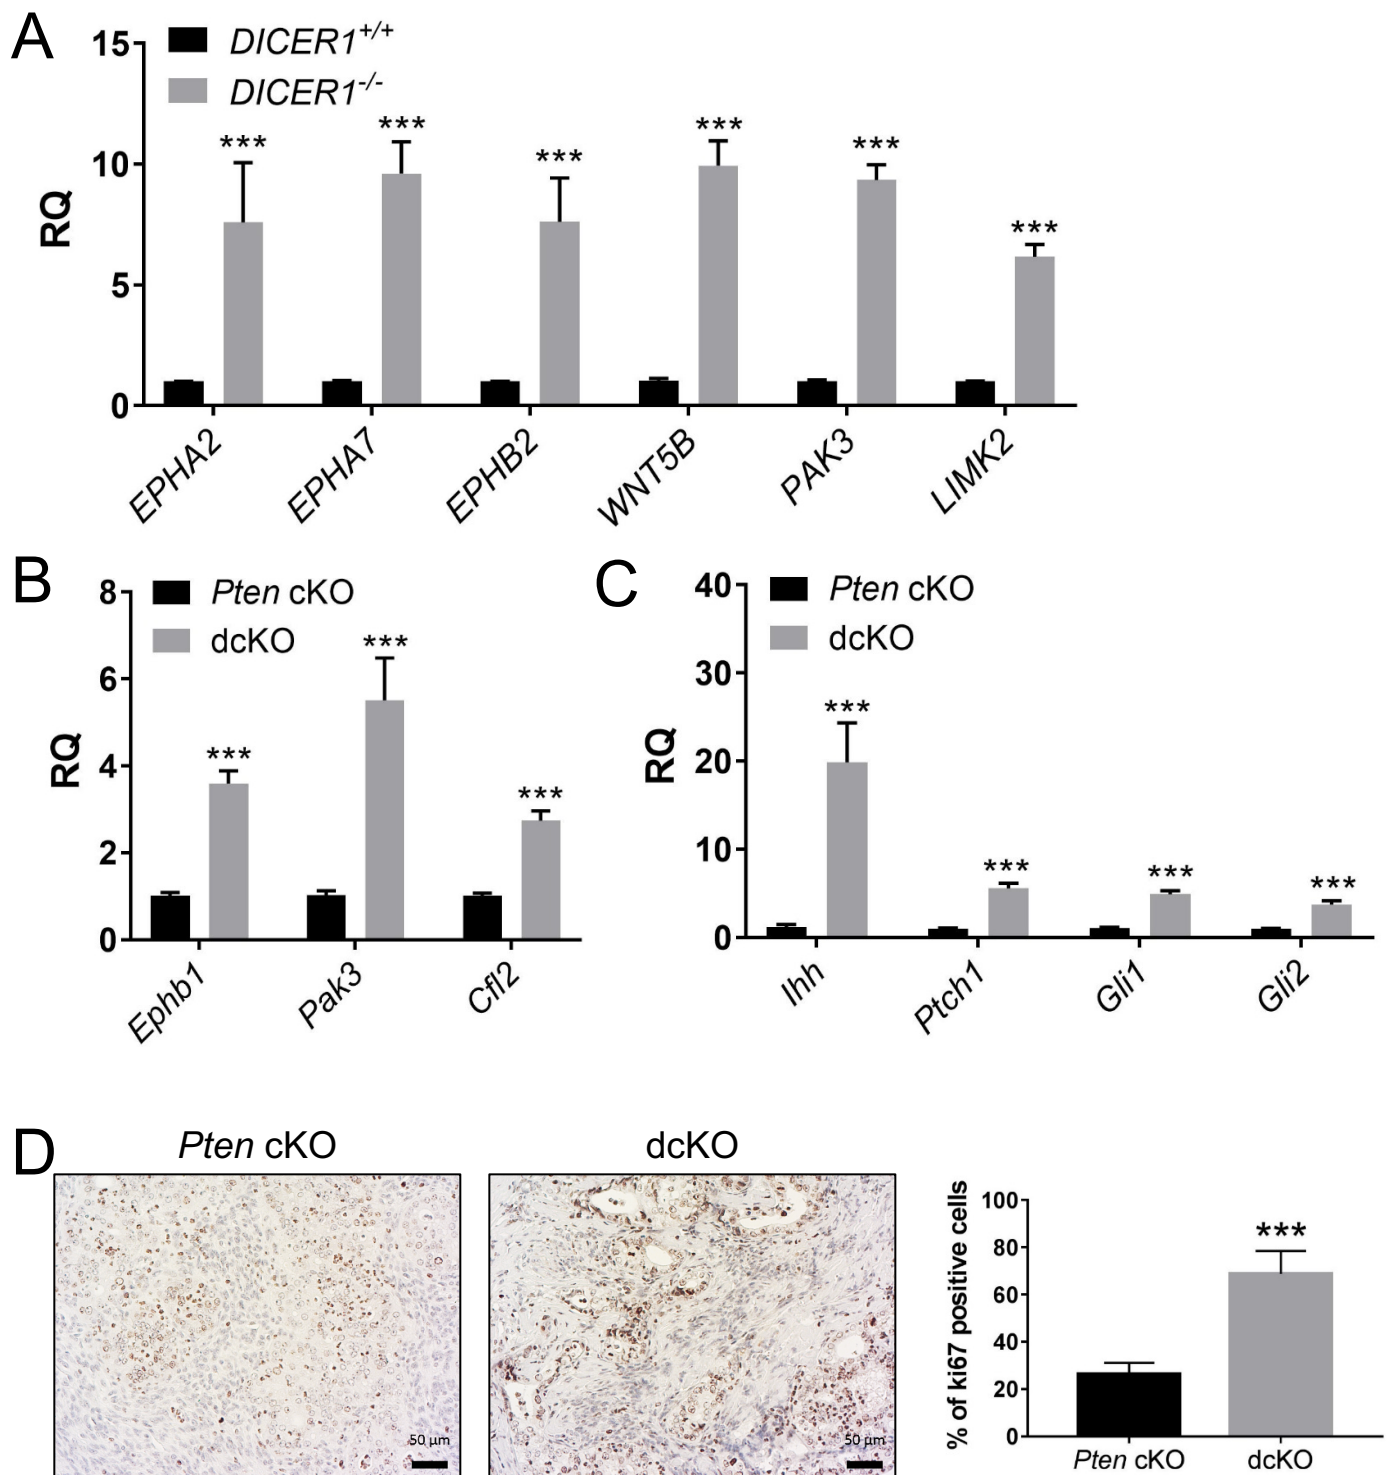 A
DICER1+/+
DICER1-/-
15
10
5
0
RQ
***
***
***
***
***
***
EPHA2
EPHA7
EPHB2
WNT5B
PAK3
LIMK2
B
Pten cKO
dcKO
8
6
4
2
0
RQ
***
***
***
Ephb1
Pak3
Cfl2
C
Pten cKO
dcKO
40
30
20
10
0
RQ
***
***
***
***
Ihh
Ptch1
Gli1
Gli2
D
Pten cKO
dcKO
50 µm
50 µm
% of ki67 positive cells
100
80
60
40
20
0
***
Pten cKO
dcKO